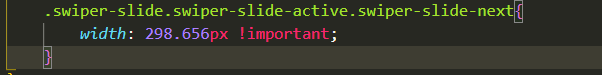 .swiper-slide.swiper-slide-active.swiper-slide-next{
width: 298.656px !important;
}